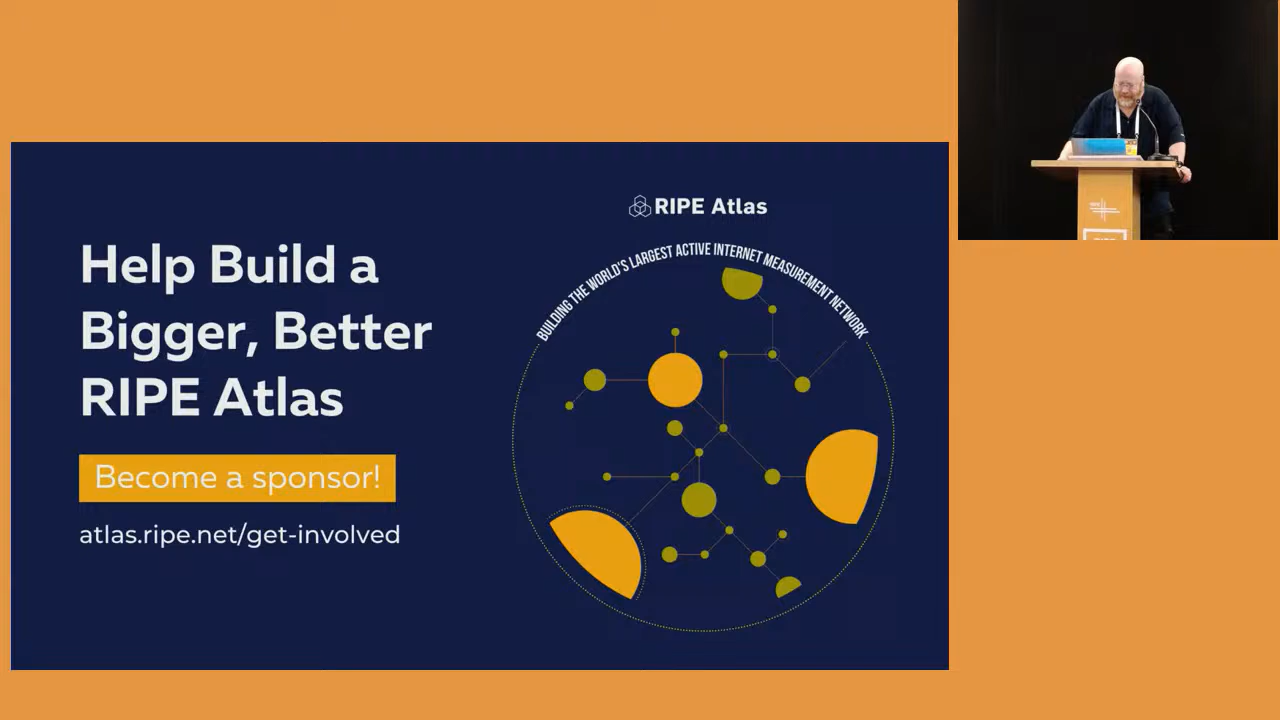 RIPE Atlas
BUILDING THE WORLD'S LARGEST ACTIVE INTERNET MEASUREMENT NETWORK
Help Build a
Bigger, Better
RIPE Atlas
Become a sponsor!
atlas.ripe.net/get-involved